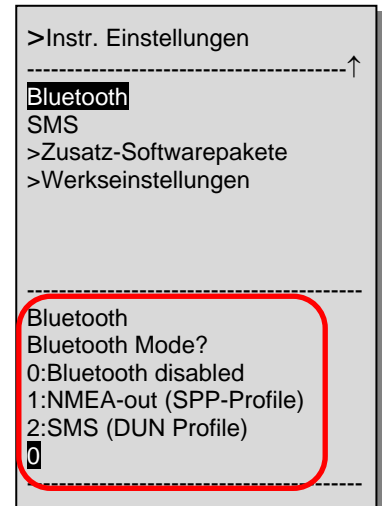 >Instr. Einstellungen
------------------------------------↑
Bluetooth
SMS
>Zusatz-Softwarepakete
>Werkseinstellungen
--------------------------------------
Bluetooth
Bluetooth Mode?
0:Bluetooth disabled
1:NMEA-out (SPP-Profile)
2:SMS (DUN Profile)
0
--------------------------------------